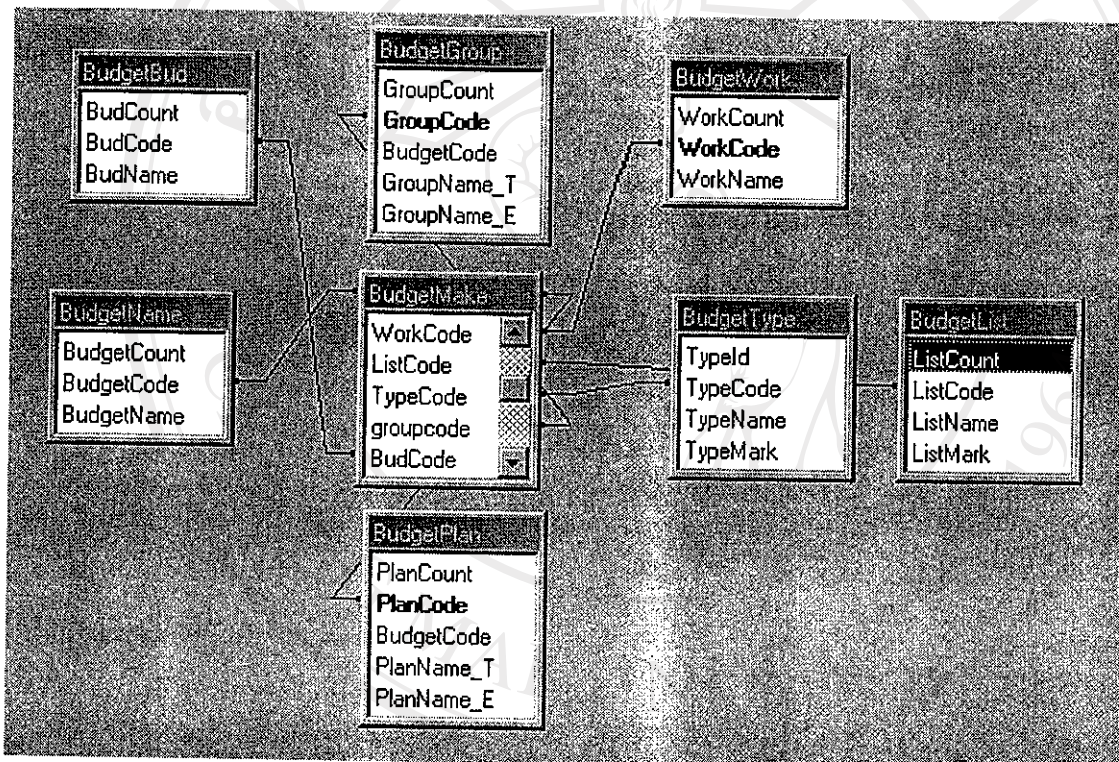 BudgetBud
BudCount
BudCode
BudName
BudgetGroup
GroupCount
GroupCode
BudgetCode
GroupName_T
GroupName_E
BudgetWork
WorkCount
WorkCode
WorkName
BudgetName
BudgetCount
BudgetCode
BudgetName
BudgetMake
WorkCode
ListCode
TypeCode
groupcode
BudCode
BudgetType
TypeId
TypeCode
TypeName
TypeMark
BudgetList
ListCount
ListCode
ListName
ListMark
BudgetPlan
PlanCount
PlanCode
BudgetCode
PlanName_T
PlanName_E